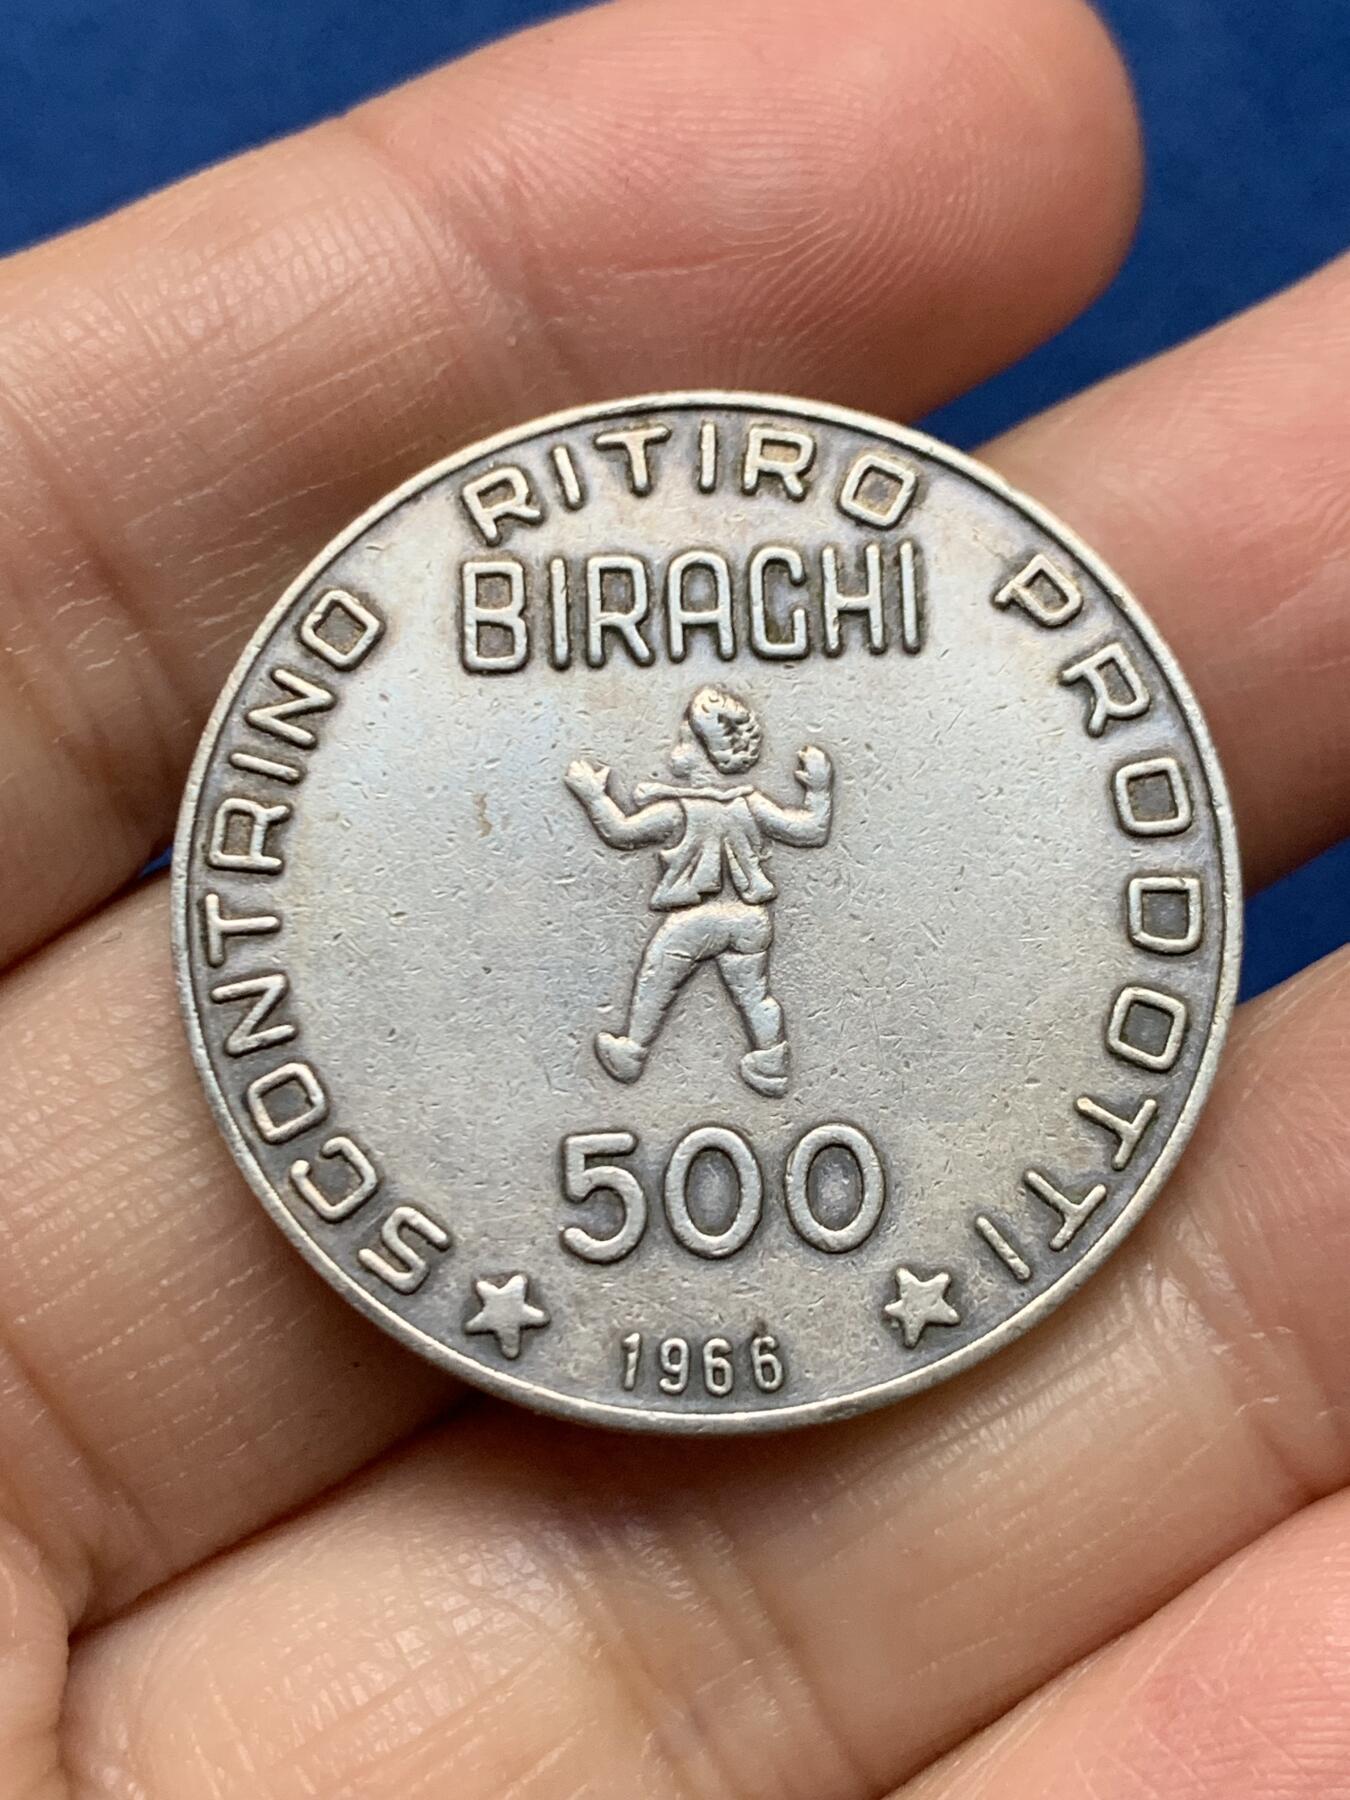 SCONTRINO RITIRO PRODOTTI
BIRAGHI
500
1966